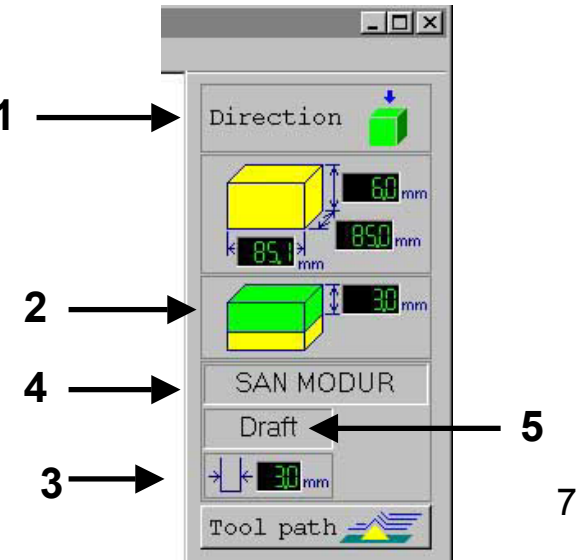 1
Direction
6.0 mm
85.0 mm
85.1 mm
2
3.0 mm
4
SAN MODUR
Draft
5
3
3.0 mm
7
Tool path